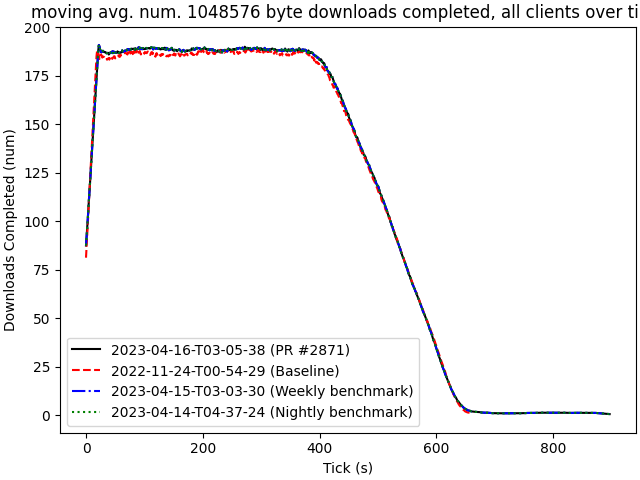 moving avg. num. 1048576 byte downloads completed, all clients over ti
200
175
150
125
100
75
50
25
0
Downloads Completed (num)
2023-04-16-T03-05-38 (PR #2871)
2022-11-24-T00-54-29 (Baseline)
2023-04-15-T03-03-30 (Weekly benchmark)
2023-04-14-T04-37-24 (Nightly benchmark)
0 200 400 600 800
Tick (s)